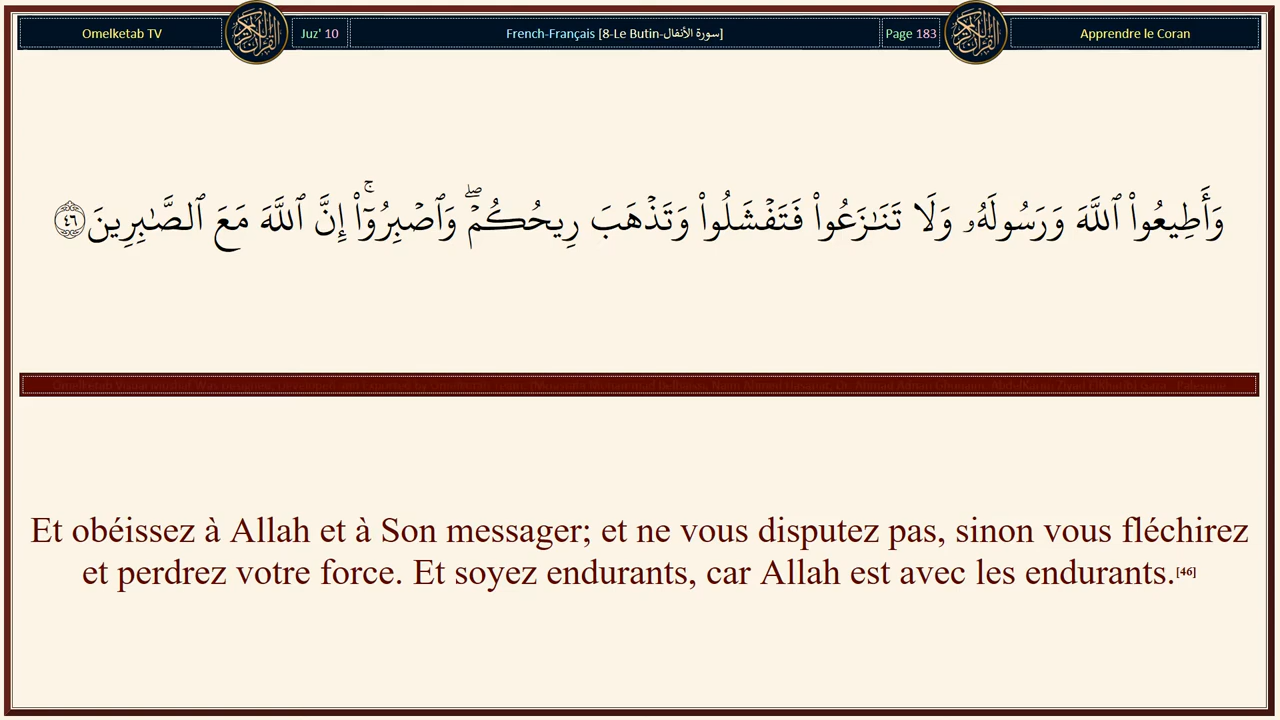 Omelketab TV
Juz' 10
French-Français [8-Le Butin-سورة الأنفال]
Page 183
Apprendre le Coran
وَأَطِيعُوا۟ ٱللَّهَ وَرَسُولَهُۥ وَلَا تَنَـٰزَعُوا۟ فَتَفْشَلُوا۟ وَتَذْهَبَ رِيحُكُمْ ۖ وَٱصْبِرُوٓا۟ ۚ إِنَّ ٱللَّهَ مَعَ ٱلصَّـٰبِرِينَ ٤٦
Et obéissez à Allah et à Son messager; et ne vous disputez pas, sinon vous fléchirez
et perdrez votre force. Et soyez endurants, car Allah est avec les endurants.[46]